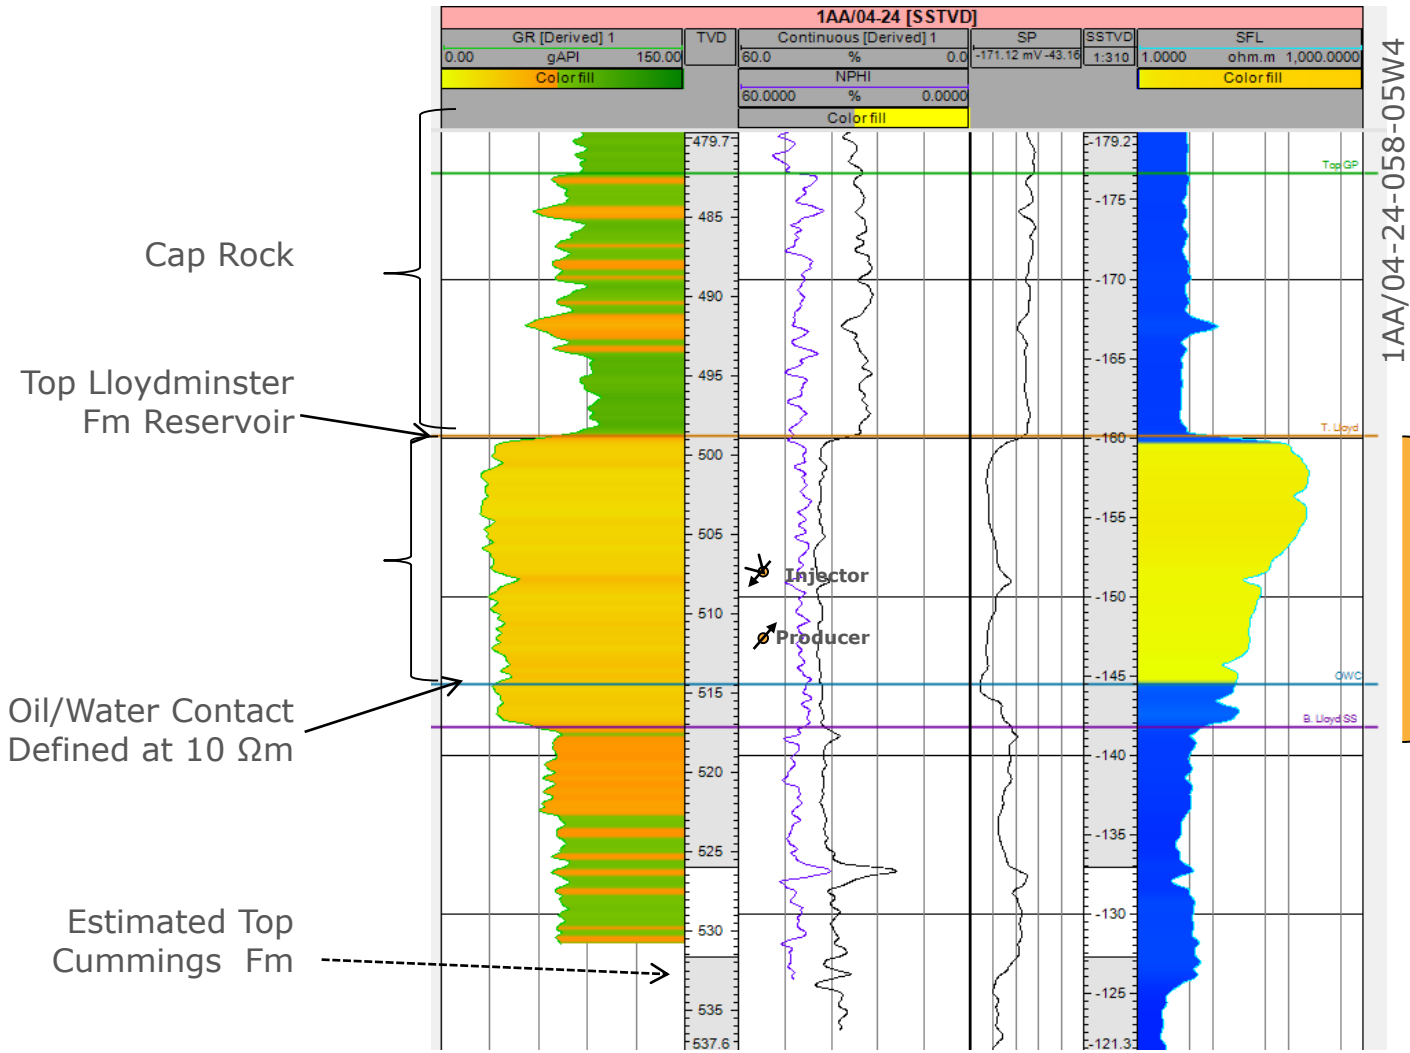 1AA/04-24 [SSTVD]
GR [Derived] 1
0.00 gAPI 150.00
Color fill
TVD
Continuous [Derived] 1
60.0 % 0.0
NPHI
60.0000 % 0.0000
Color fill
SP
-171.12 mV -43.16
SSTVD
1:310
SFL
1.0000 ohm.m 1,000.0000
Color fill
1AA/04-24-058-05W4
479.7
485
490
495
500
505
510
515
520
525
530
535
537.6
-179.2
-175
-170
-165
-160
-155
-150
-145
-140
-135
-130
-125
-121.3
Top GP
T. Lloyd
OWC
B. Lloyd SS
Cap Rock
Top Lloydminster
Fm Reservoir
Injector
Producer
Oil/Water Contact
Defined at 10 Ωm
Estimated Top
Cummings Fm